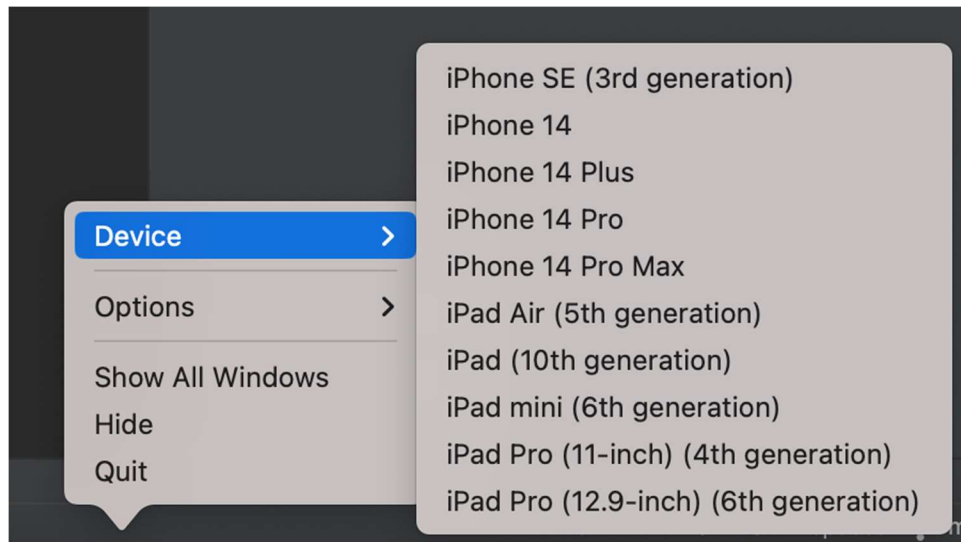 Device
Options
Show All Windows
Hide
Quit
iPhone SE (3rd generation)
iPhone 14
iPhone 14 Plus
iPhone 14 Pro
iPhone 14 Pro Max
iPad Air (5th generation)
iPad (10th generation)
iPad mini (6th generation)
iPad Pro (11-inch) (4th generation)
iPad Pro (12.9-inch) (6th generation)